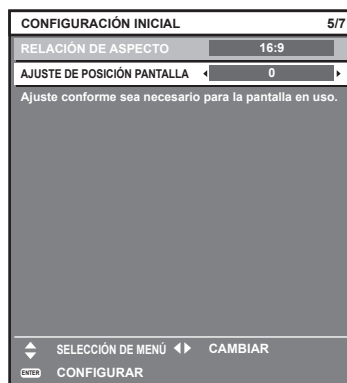 CONFIGURACIÓN INICIAL 5/7
RELACIÓN DE ASPECTO 16:9
AJUSTE DE POSICIÓN PANTALLA 0
Ajuste conforme sea necesario para la pantalla en uso.
SELECCIÓN DE MENÚ CAMBIAR
ENTER CONFIGURAR